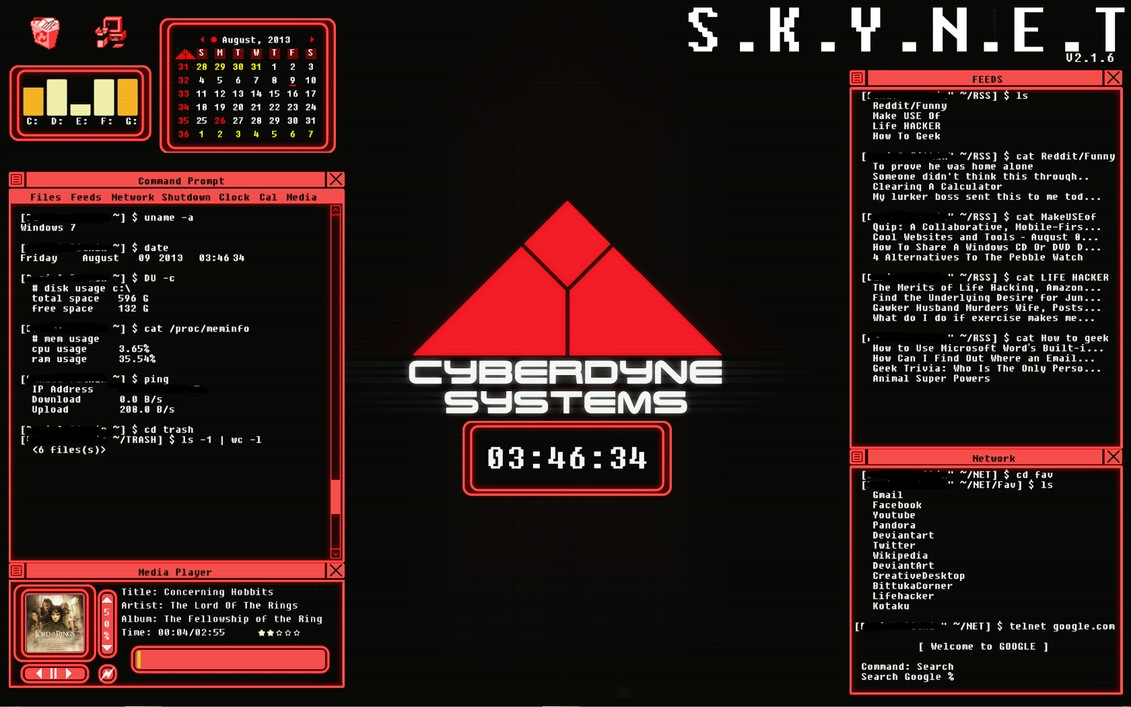 S.K.Y.N.E.T
V2.1.6
August, 2013
S M T W T F S
31 28 29 30 31 1 2 3
32 4 5 6 7 8 9 10
33 11 12 13 14 15 16 17
34 18 19 20 21 22 23 24
35 25 26 27 28 29 30 31
36 1 2 3 4 5 6 7
C: D: E: F: G:
Command Prompt
Files Feeds Network Shutdown Clock Cal Media
[ ~] $ uname -a
Windows 7
[ ~] $ date
Friday August 09 2013 03:46 34
[ ~] $ DU -c
# disk usage c:\
total space 596 G
free space 132 G
[ ~] $ cat /proc/meminfo
# mem usage
cpu usage 3.65%
ram usage 35.54%
[ ~] $ ping
IP Address
Download 0.0 B/s
Upload 208.0 B/s
[ ~] $ cd trash
[ ~/TRASH] $ ls -1 | wc -l
<6 files(s)>
Media Player
Title: Concerning Hobbits
Artist: The Lord Of The Rings
Album: The Fellowship of the Ring
Time: 00:04/02:55
50%
LORD RINGS
CYBERDYNE
SYSTEMS
03:46:34
FEEDS
[ " ~/RSS] $ ls
Reddit/Funny
Make USE Of
Life HACKER
How To Geek
[ " ~/RSS] $ cat Reddit/Funny
To prove he was home alone
Someone didn't think this through..
Clearing A Calculator
My lurker boss sent this to me tod...
[ " ~/RSS] $ cat MakeUSEof
Quip: A Collaborative, Mobile-Firs...
Cool Websites and Tools - August 8...
How To Share A Windows CD Or DVD D...
4 Alternatives To The Pebble Watch
[ " ~/RSS] $ cat LIFE HACKER
The Merits of Life Hacking, Amazon...
Find the Underlying Desire for Jun...
Gawker Husband Murders Wife, Posts...
What do I do if exercise makes me...
[ " ~/RSS] $ cat How to geek
How to Use Microsoft Word's Built-i...
How Can I Find Out Where an Email...
Geek Trivia: Who Is The Only Perso...
Animal Super Powers
Network
[ " ~/NET] $ cd fav
[ " ~/NET/Fav] $ ls
Gmail
Facebook
Youtube
Pandora
Deviantart
Twitter
Wikipedia
DeviantArt
CreativeDesktop
BittukaCorner
Lifehacker
Kotaku
[ " ~/NET] $ telnet google.com
[ Welcome to GOOGLE ]
Command: Search
Search Google %